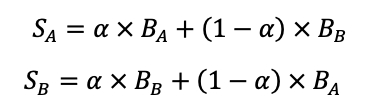 S_A = α × B_A + (1 − α) × B_B
S_B = α × B_B + (1 − α) × B_A